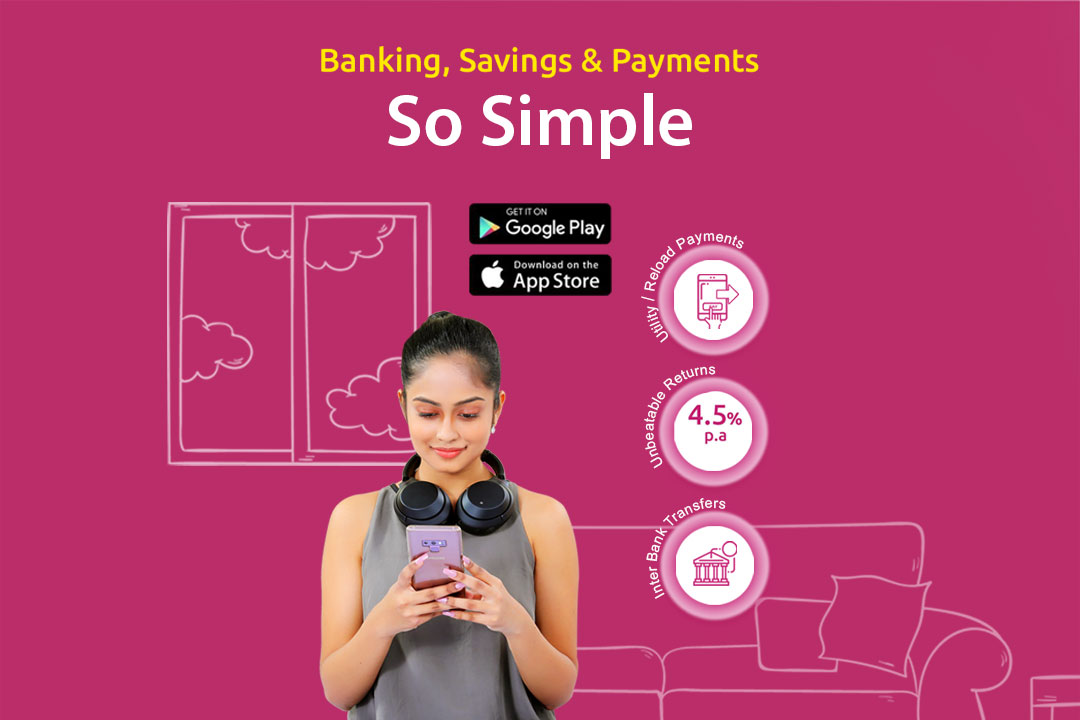 Banking, Savings & Payments
So Simple
GET IT ON
Google Play
Download on the
App Store
Utility / Reload Payments
Unbeatable Returns
4.5%
p.a
Inter Bank Transfers